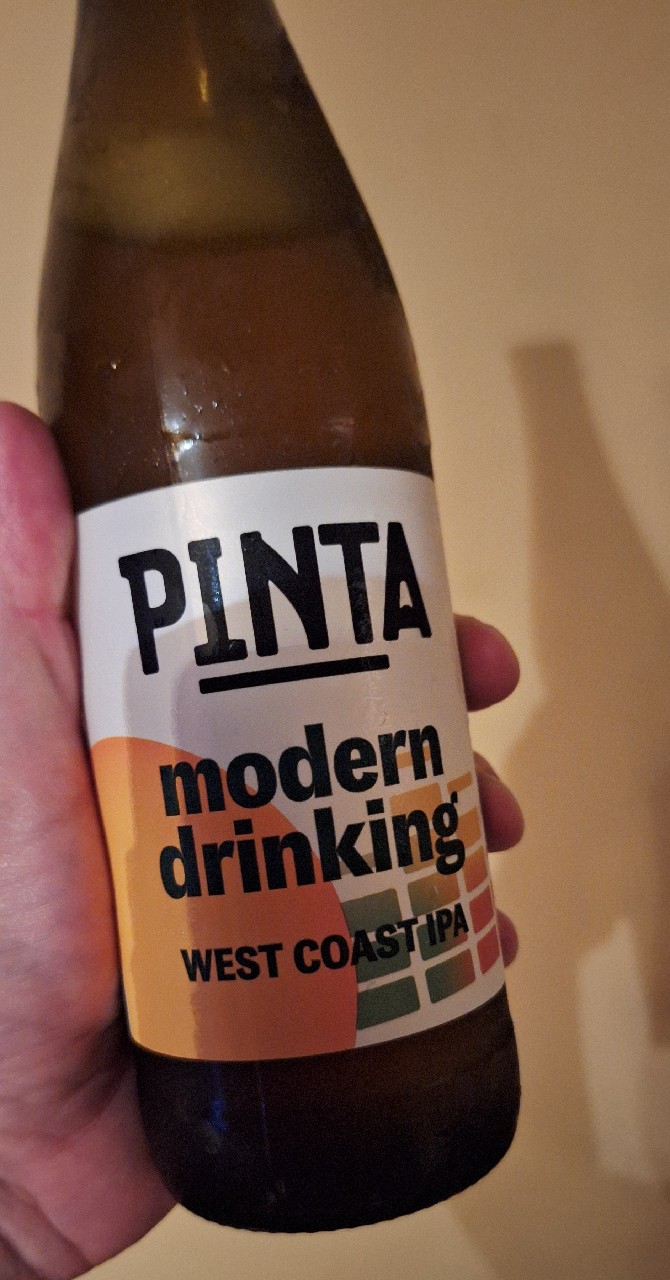 PINTA
modern
drinking
WEST COAST IPA